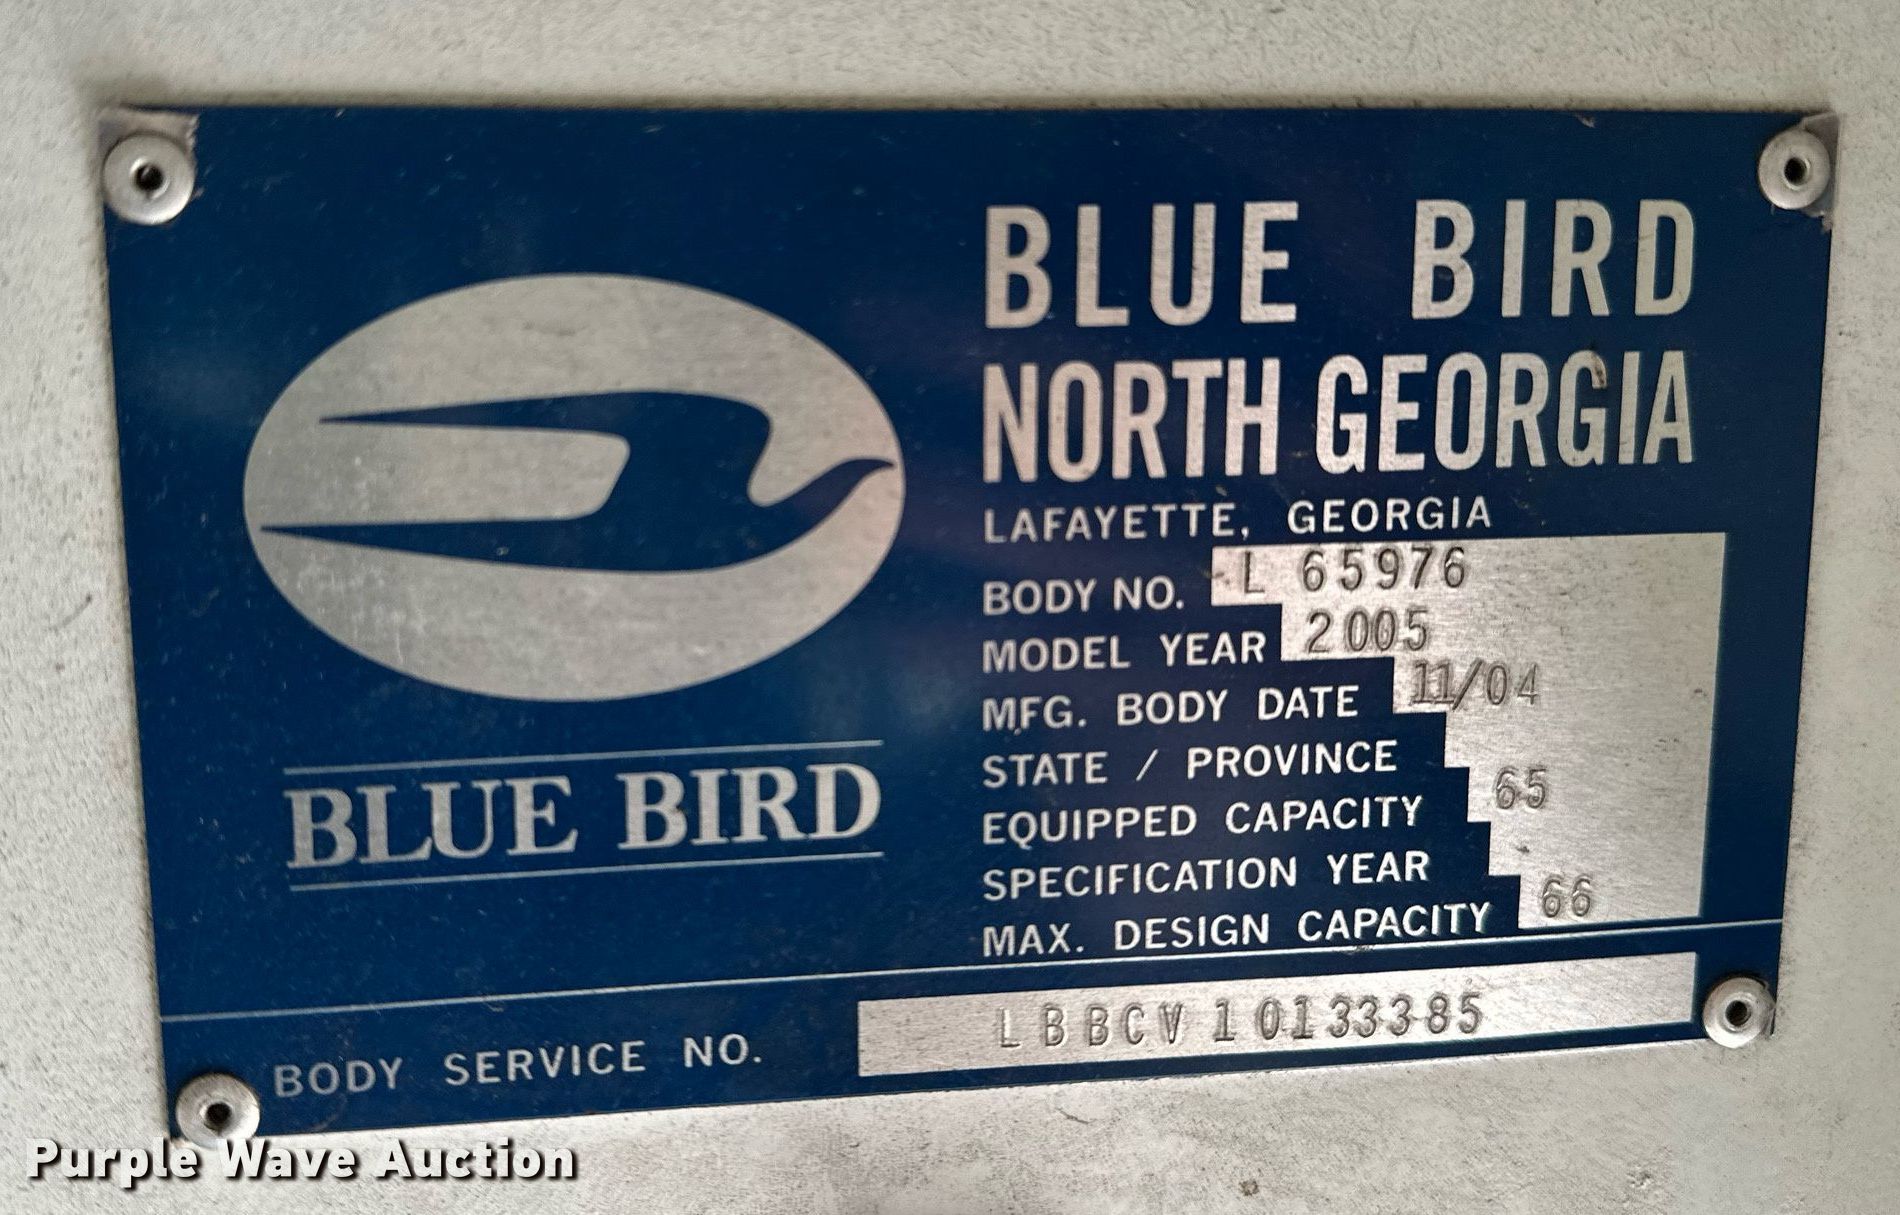 BLUE BIRD
NORTH GEORGIA
LAFAYETTE, GEORGIA
BODY NO. L 65976
MODEL YEAR 2005
MFG. BODY DATE 11/04
STATE / PROVINCE
EQUIPPED CAPACITY 65
SPECIFICATION YEAR
MAX. DESIGN CAPACITY 66
BLUE BIRD
BODY SERVICE NO. LBBCV10133385
Purple Wave Auction